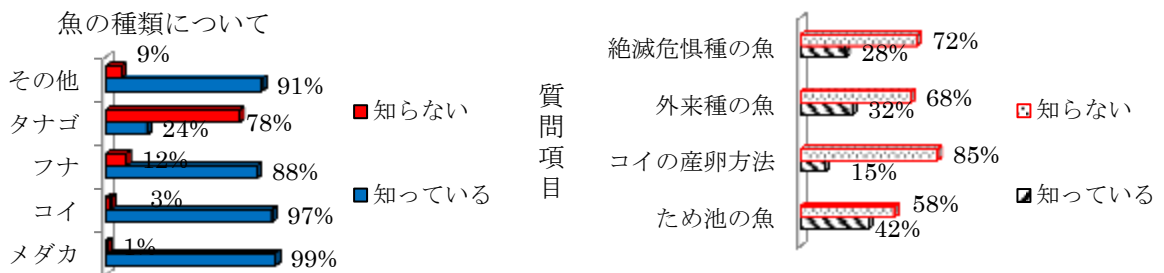 魚の種類について
その他 9% 91%
タナゴ 78% 24%
フナ 12% 88%
コイ 3% 97%
メダカ 1% 99%
知らない
知っている
質問項目
絶滅危惧種の魚 72% 28%
外来種の魚 68% 32%
コイの産卵方法 85% 15%
ため池の魚 58% 42%
知らない
知っている